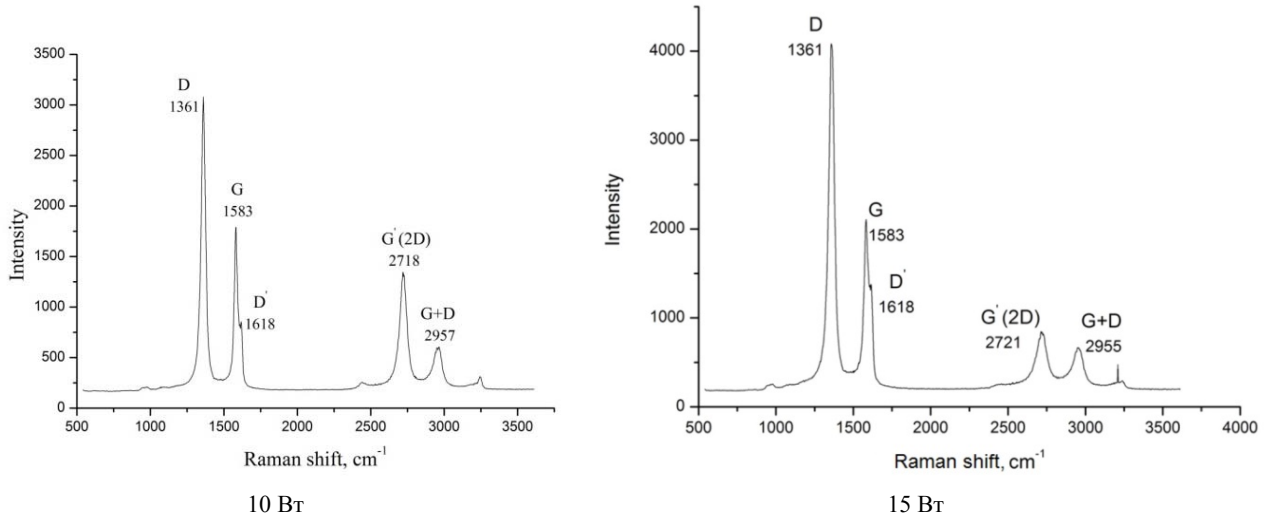 3500
3000
2500
2000
1500
1000
500
0
Intensity
D
1361
G
1583
D'
1618
G'(2D)
2718
G+D
2957
500 1000 1500 2000 2500 3000 3500
Raman shift, cm⁻¹
10 Вт
4000
3000
2000
1000
0
Intensity
D
1361
G
1583
D'
1618
G'(2D)
2721
G+D
2955
500 1000 1500 2000 2500 3000 3500 4000
Raman shift, cm⁻¹
15 Вт